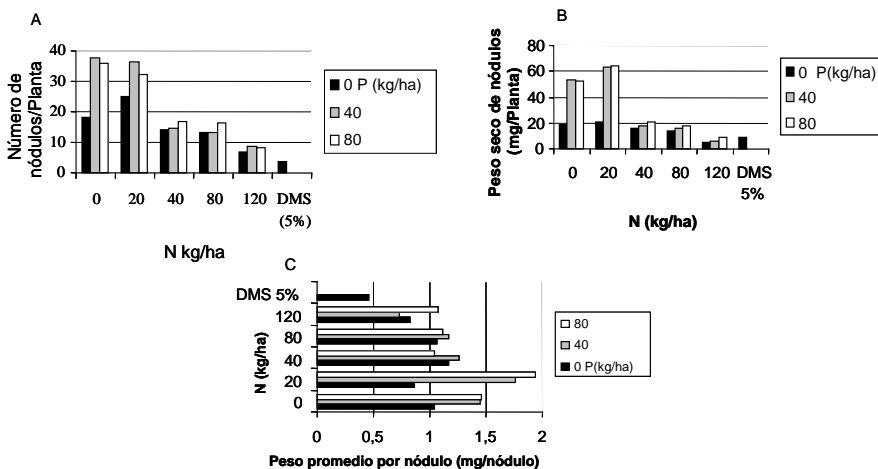 A
Número de
nódulos/Planta
40
30
20
10
0
0 20 40 80 120 DMS
(5%)
N kg/ha
0 P (kg/ha)
40
80
B
Peso seco de nódulos
(mg/Planta)
80
60
40
20
0
0 20 40 80 120 DMS
5%
N (kg/ha)
0 P(kg/ha)
40
80
C
N (kg/ha)
DMS 5%
120
80
40
20
0
0 0,5 1 1,5 2
Peso promedio por nódulo (mg/nódulo)
80
40
0 P(kg/ha)